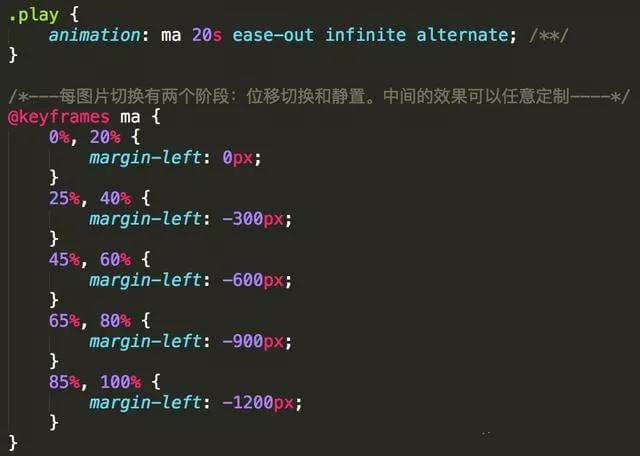 .play {
    animation: ma 20s ease-out infinite alternate; /**/
}

/*---每图片切换有两个阶段：位移切换和静置。中间的效果可以任意定制----*/
@keyframes ma {
    0%, 20% {
        margin-left: 0px;
    }
    25%, 40% {
        margin-left: -300px;
    }
    45%, 60% {
        margin-left: -600px;
    }
    65%, 80% {
        margin-left: -900px;
    }
    85%, 100% {
        margin-left: -1200px;
    }
}